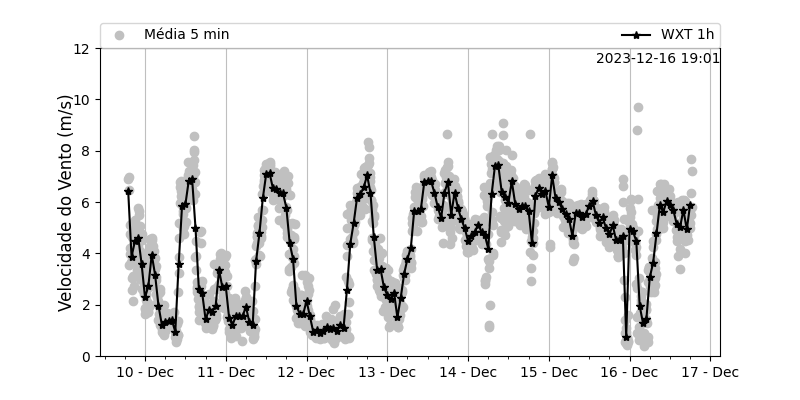 Média 5 min
WXT 1h
2023-12-16 19:01
Velocidade do Vento (m/s)
12
10
8
6
4
2
0
10 - Dec 11 - Dec 12 - Dec 13 - Dec 14 - Dec 15 - Dec 16 - Dec 17 - Dec